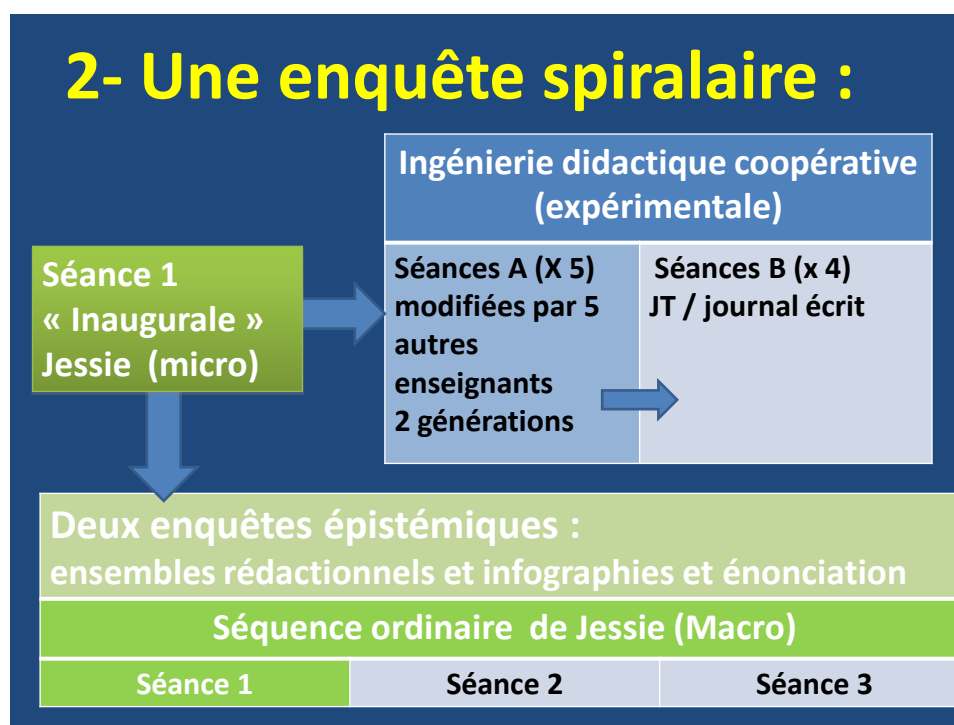 2- Une enquête spiralaire :
Ingénierie didactique coopérative
(expérimentale)
Séance 1
« Inaugurale »
Jessie (micro)
Séances A (X 5)
modifiées par 5
autres
enseignants
2 générations
Séances B (x 4)
JT / journal écrit
Deux enquêtes épistémiques :
ensembles rédactionnels et infographies et énonciation
Séquence ordinaire de Jessie (Macro)
Séance 1
Séance 2
Séance 3